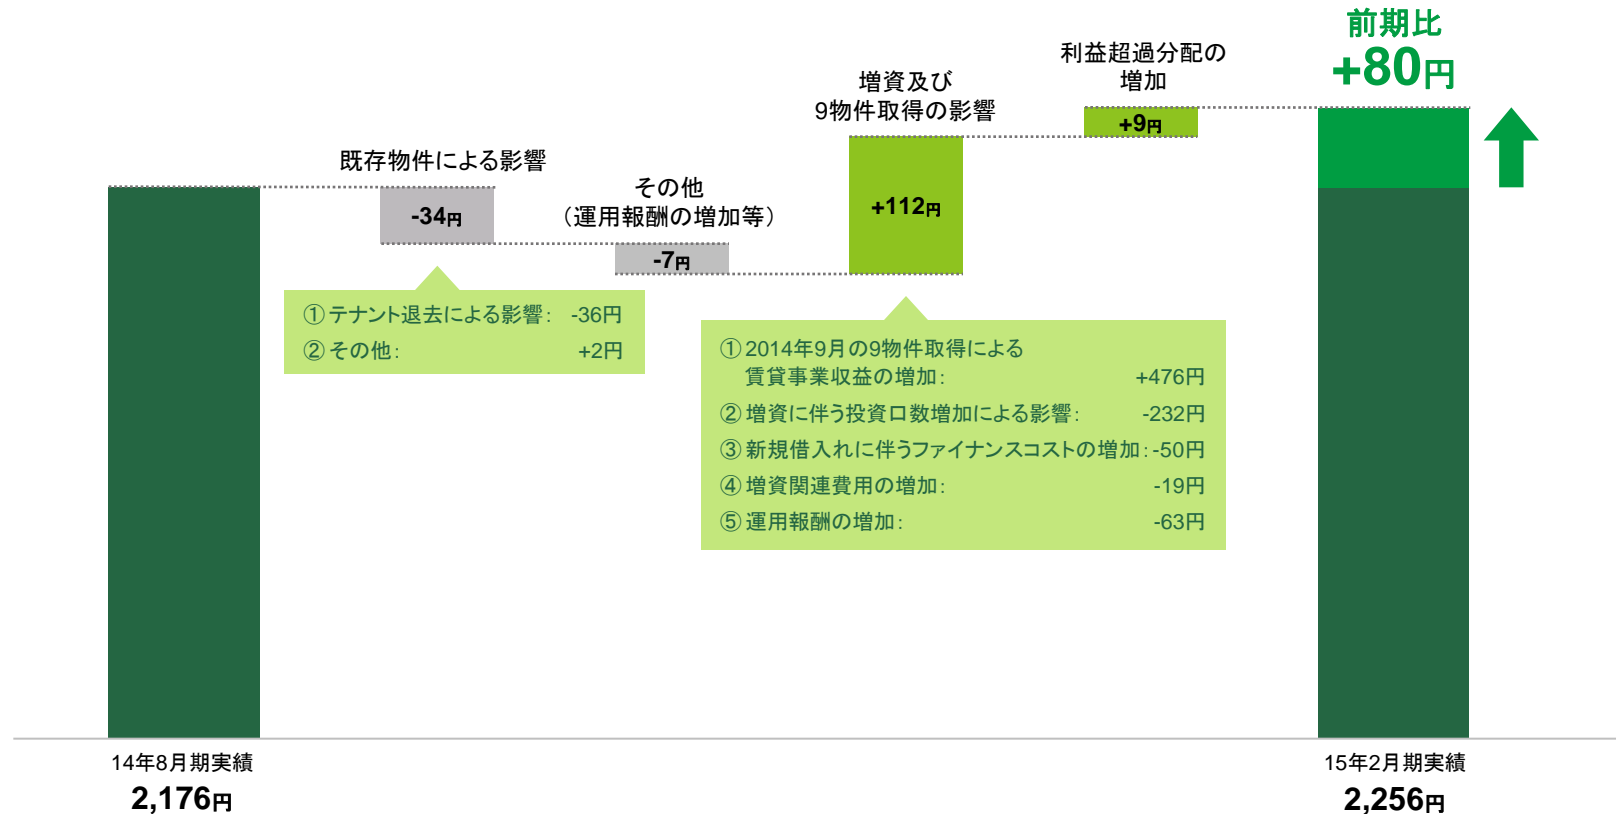 前期比
+80円
利益超過分配の
増加
+9円
増資及び
9物件取得の影響
+112円
既存物件による影響
-34円
その他
（運用報酬の増加等）
-7円
①テナント退去による影響： -36円
②その他： +2円
①2014年9月の9物件取得による
賃貸事業収益の増加： +476円
②増資に伴う投資口数増加による影響： -232円
③新規借入れに伴うファイナンスコストの増加：-50円
④増資関連費用の増加： -19円
⑤運用報酬の増加： -63円
14年8月期実績
2,176円
15年2月期実績
2,256円